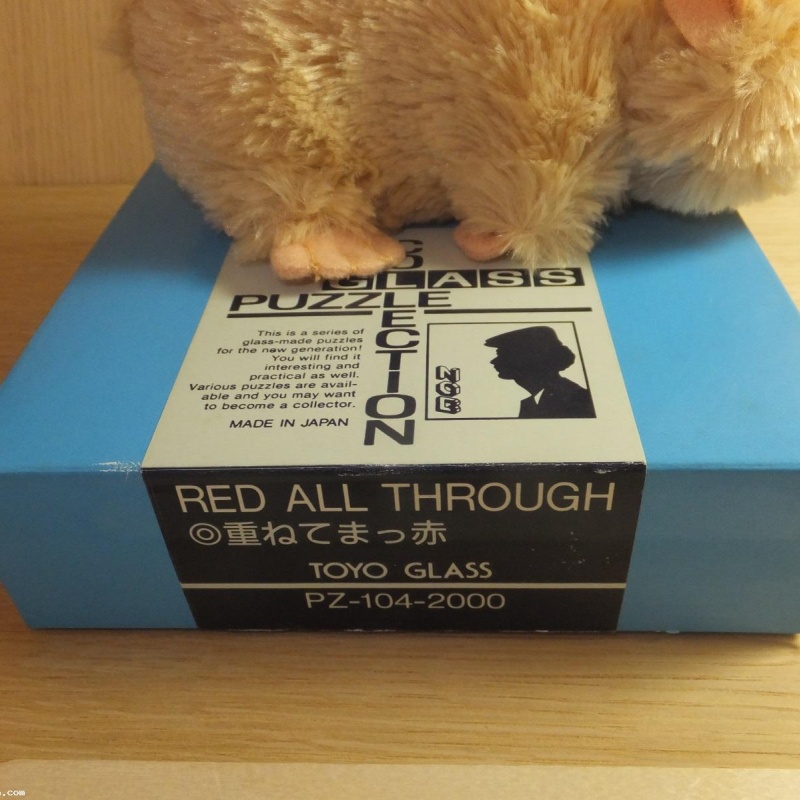 GLASS
PUZZLE
COLLECTION
This is a series of
glass-made puzzles
for the new generation!
You will find it
interesting and
practical as well.
Various puzzles are avail-
able and you may want
to become a collector.
MADE IN JAPAN
NOB
RED ALL THROUGH
◎重ねてまっ赤
TOYO GLASS
PZ-104-2000